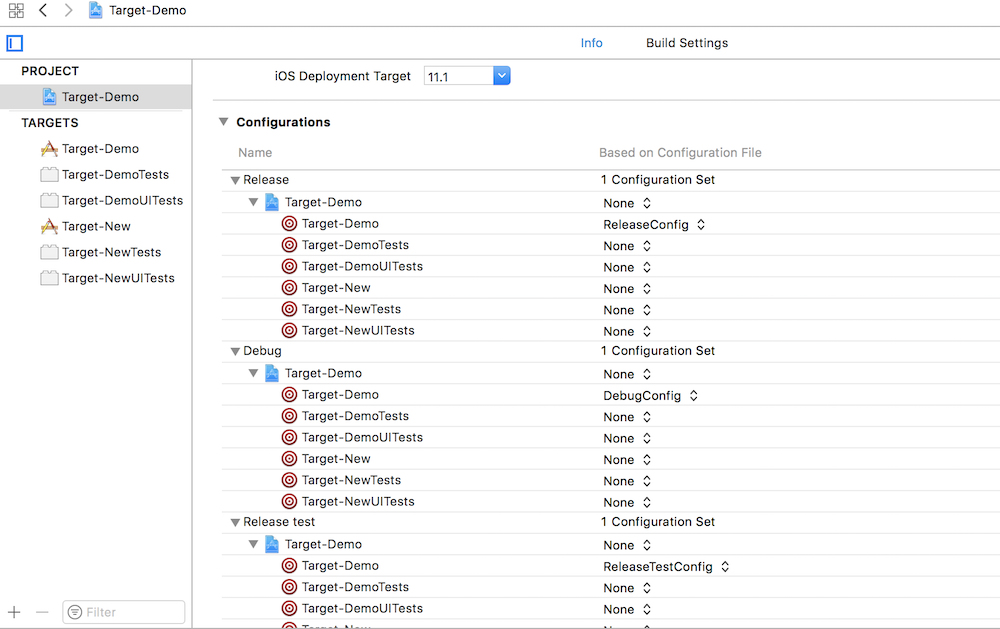 Target-Demo
Info Build Settings
PROJECT
Target-Demo
TARGETS
Target-Demo
Target-DemoTests
Target-DemoUITests
Target-New
Target-NewTests
Target-NewUITests
Filter
iOS Deployment Target 11.1
Configurations
Name Based on Configuration File
Release 1 Configuration Set
Target-Demo None
Target-Demo ReleaseConfig
Target-DemoTests None
Target-DemoUITests None
Target-New None
Target-NewTests None
Target-NewUITests None
Debug 1 Configuration Set
Target-Demo None
Target-Demo DebugConfig
Target-DemoTests None
Target-DemoUITests None
Target-New None
Target-NewTests None
Target-NewUITests None
Release test 1 Configuration Set
Target-Demo None
Target-Demo ReleaseTestConfig
Target-DemoTests None
Target-DemoUITests None